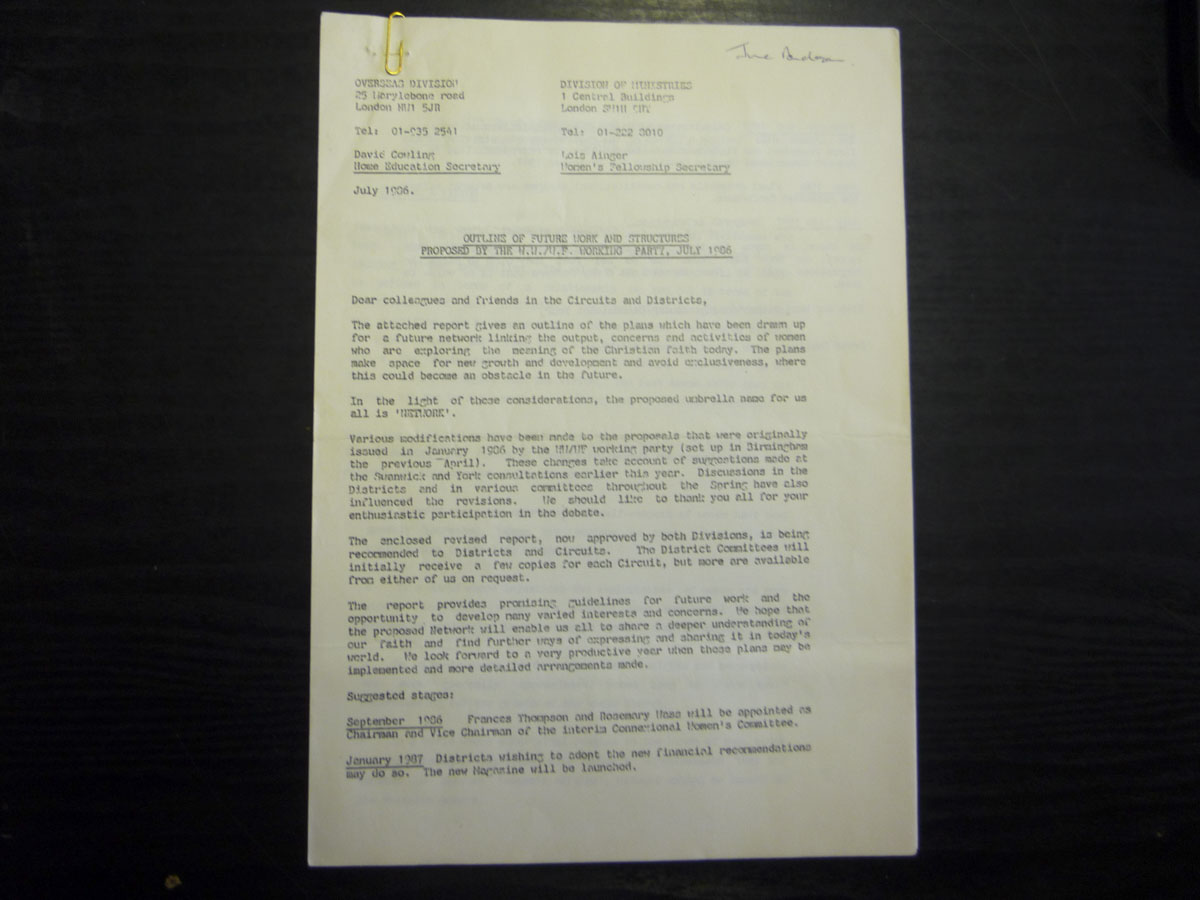 OVERSEAS DIVISION DIVISION OF MINISTRIES
25 Marylebone road 1 Central Buildings
London NW1 5JR London SW1H
Tel: 01-935 2541 Tel: 01-222 8010
David Cowling Lois Ainger
Home Education Secretary Women's Fellowship Secretary
July 1986.
OUTLINE OF FUTURE WORK AND STRUCTURES
PROPOSED BY THE W.W./W.F. WORKING PARTY, JULY 1986
Dear colleagues and friends in the Circuits and Districts,
The attached report gives an outline of the plans which have been drawn up
for a future network linking the output, concerns and activities of women
who are exploring the meaning of the Christian faith today. The plans
make space for new growth and development and avoid exclusiveness, where
this could become an obstacle in the future.
In the light of these considerations, the proposed umbrella name for us
all is 'NETWORK'.
Various modifications have been made to the proposals that were originally
issued in January 1986 by the WW/WF working party (set up in Birmingham
the previous April). These changes take account of suggestions made at
the Swanwick and York consultations earlier this year. Discussions in the
Districts and in various committees throughout the Spring have also
influenced the revisions. We should like to thank you all for your
enthusiastic participation in the debate.
The enclosed revised report, now approved by both Divisions, is being
recommended to Districts and Circuits. The District Committees will
initially receive a few copies for each Circuit, but more are available
from either of us on request.
The report provides promising guidelines for future work and the
opportunity to develop many varied interests and concerns. We hope that
the proposed Network will enable us all to share a deeper understanding of
our faith and find further ways of expressing and sharing it in today's
world. We look forward to a very productive year when these plans may be
implemented and more detailed arrangements made.
Suggested stages:
September 1986 Frances Thompson and Rosemary Wass will be appointed as
Chairman and Vice Chairman of the interim Connexional Women's Committee.
January 1987 Districts wishing to adopt the new financial recommendations
may do so. The new Magazine will be launched.